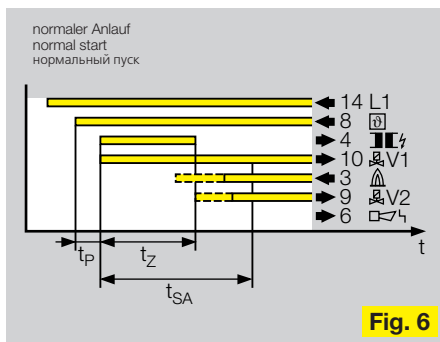 normaler Anlauf
normal start
нормальный пуск
14 L1
8 ϑ
4
10 V1
3
9 V2
6
t
tP
tZ
tSA
Fig. 6